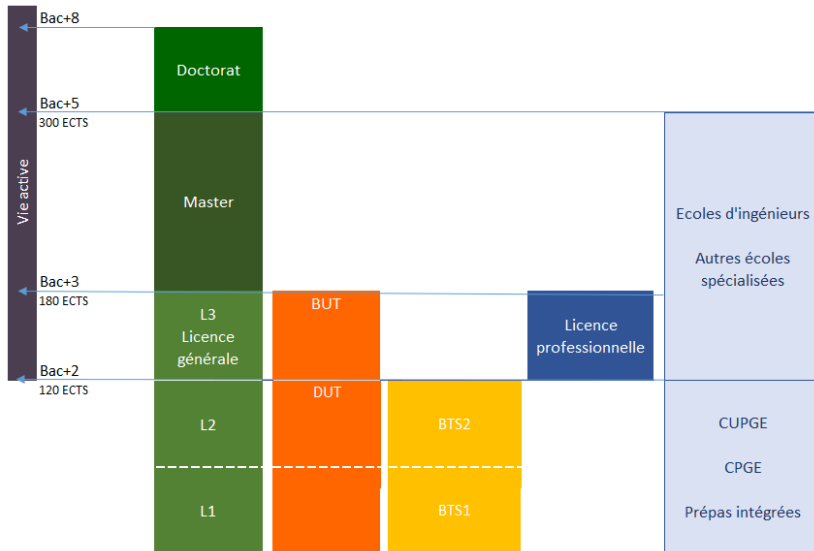 Bac+8
Doctorat
Bac+5
300 ECTS
Vie active
Master
Ecoles d'ingénieurs
Autres écoles
spécialisées
Bac+3
180 ECTS
L3
Licence
générale
BUT
Licence
professionnelle
Bac+2
120 ECTS
DUT
L2
BTS2
CUPGE
CPGE
L1
BTS1
Prépas intégrées